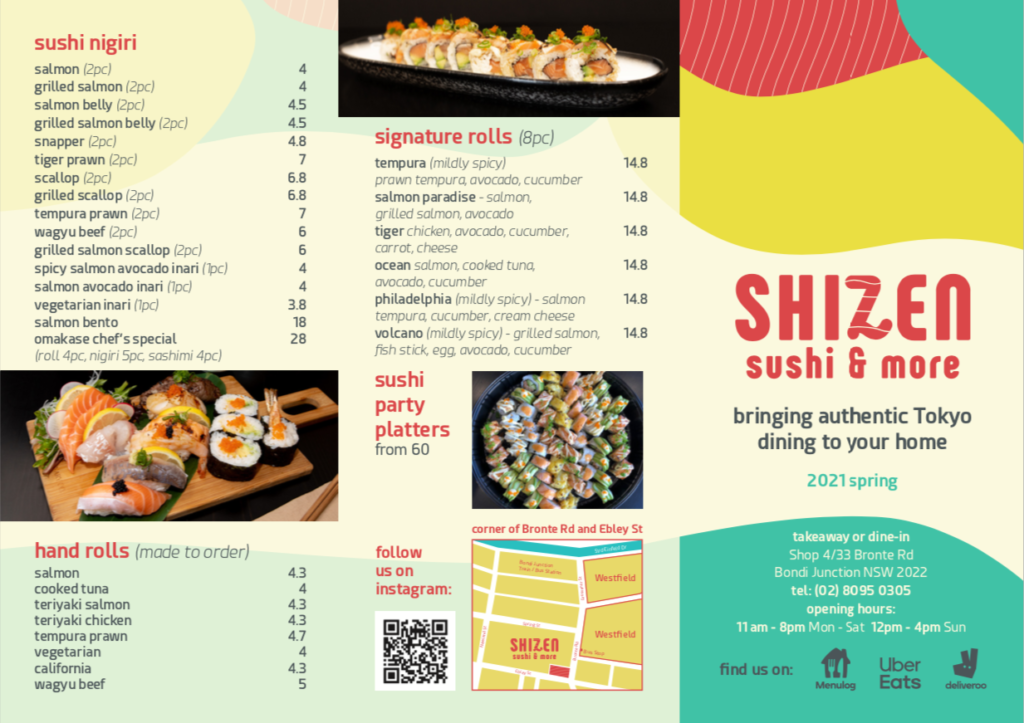 sushi nigiri
salmon (2pc) 4
grilled salmon (2pc) 4
salmon belly (2pc) 4.5
grilled salmon belly (2pc) 4.5
snapper (2pc) 4.8
tiger prawn (2pc) 7
scallop (2pc) 6.8
grilled scallop (2pc) 6.8
tempura prawn (2pc) 7
wagyu beef (2pc) 6
grilled salmon scallop (2pc) 6
spicy salmon avocado inari (1pc) 4
salmon avocado inari (1pc) 4
vegetarian inari (1pc) 3.8
salmon bento 18
omakase chef's special 28
(roll 4pc, nigiri 5pc, sashimi 4pc)
hand rolls (made to order)
salmon 4.3
cooked tuna 4
teriyaki salmon 4.3
teriyaki chicken 4.3
tempura prawn 4.7
vegetarian 4
california 4.3
wagyu beef 5
signature rolls (8pc)
tempura (mildly spicy) 14.8
prawn tempura, avocado, cucumber
salmon paradise - salmon, 14.8
grilled salmon, avocado
tiger chicken, avocado, cucumber, 14.8
carrot, cheese
ocean salmon, cooked tuna, 14.8
avocado, cucumber
philadelphia (mildly spicy) - salmon 14.8
tempura, cucumber, cream cheese
volcano (mildly spicy) - grilled salmon, 14.8
fish stick, egg, avocado, cucumber
sushi
party
platters
from 60
follow
us on
instagram:
corner of Bronte Rd and Ebley St
Westfield
Westfield
SHIZEN
sushi & more
SHIZEN
sushi & more
bringing authentic Tokyo
dining to your home
2021 spring
takeaway or dine-in
Shop 4/33 Bronte Rd
Bondi Junction NSW 2022
tel: (02) 8095 0305
opening hours:
11 am - 8pm Mon - Sat 12pm - 4pm Sun
find us on:
Menulog
Uber
Eats
deliveroo